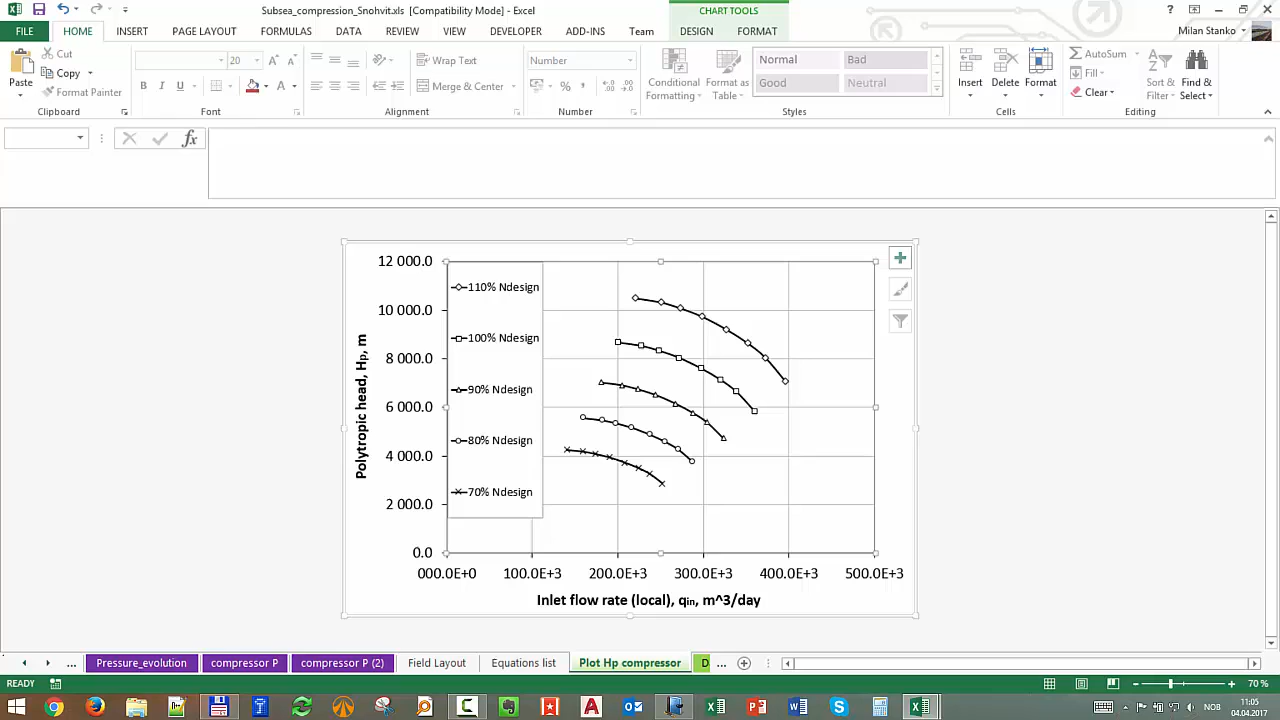 Subsea_compression_Snohvit.xls [Compatibility Mode] - Excel
CHART TOOLS
FILE HOME INSERT PAGE LAYOUT FORMULAS DATA REVIEW VIEW DEVELOPER ADD-INS Team DESIGN FORMAT
Milan Stanko
Paste
Cut
Copy
Format Painter
Clipboard
20
B I U
Font
Wrap Text
Merge & Center
Alignment
Number
Number
Conditional Formatting
Format as Table
Normal Bad
Good Neutral
Styles
Insert Delete Format
Cells
AutoSum
Fill
Clear
Sort & Filter
Find & Select
Editing
fx
12 000.0
10 000.0
8 000.0
6 000.0
4 000.0
2 000.0
0.0
Polytropic head, Hp, m
110% Ndesign
100% Ndesign
90% Ndesign
80% Ndesign
70% Ndesign
000.0E+0 100.0E+3 200.0E+3 300.0E+3 400.0E+3 500.0E+3
Inlet flow rate (local), qin, m^3/day
... Pressure_evolution compressor P compressor P (2) Field Layout Equations list Plot Hp compressor D ...
READY
70 %
NOB
11:05
04.04.2017